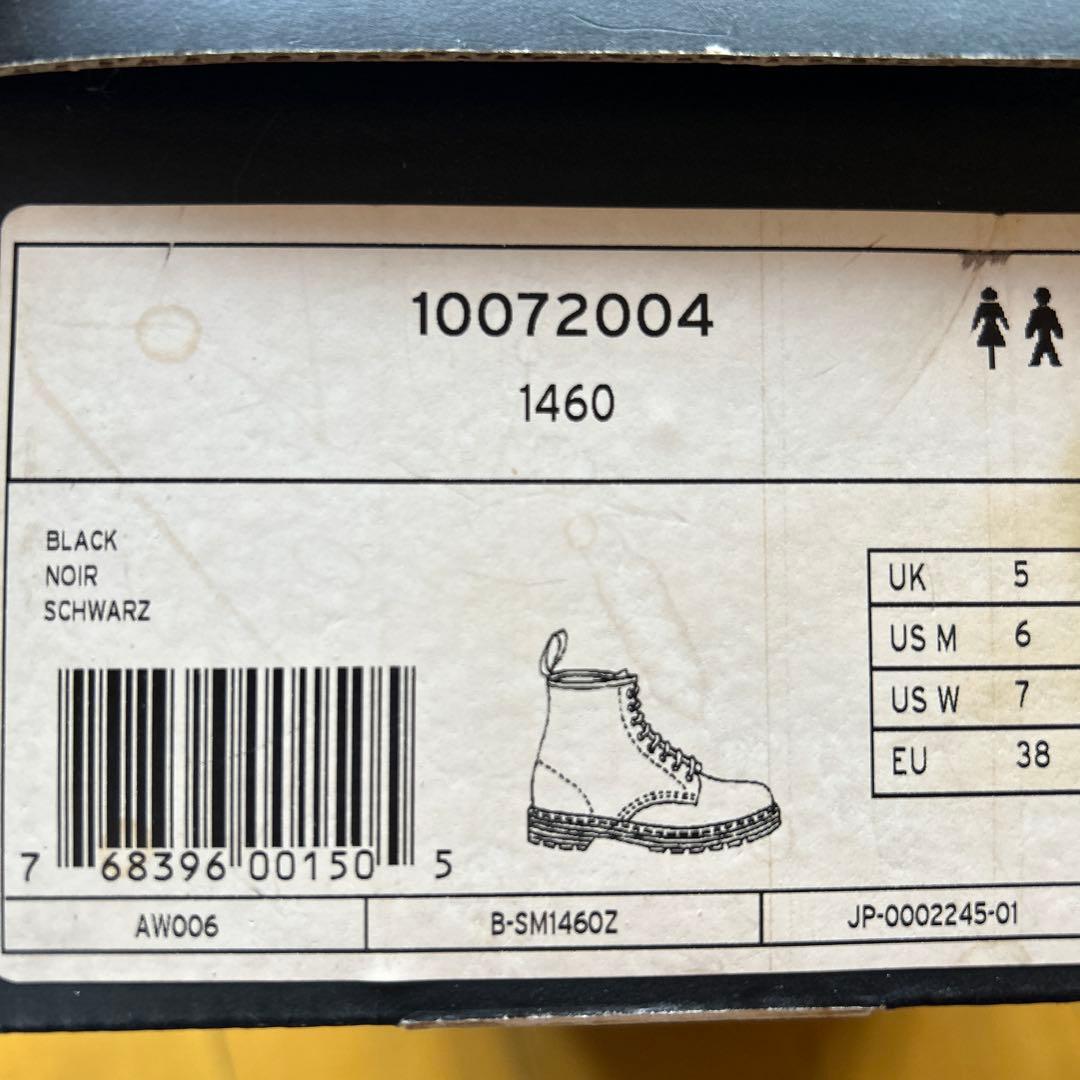 10072004
1460
BLACK
NOIR
SCHWARZ
UK 5
US M 6
US W 7
EU 38
7 68396 00150 5
AW006
B-SM1460Z
JP-0002245-01